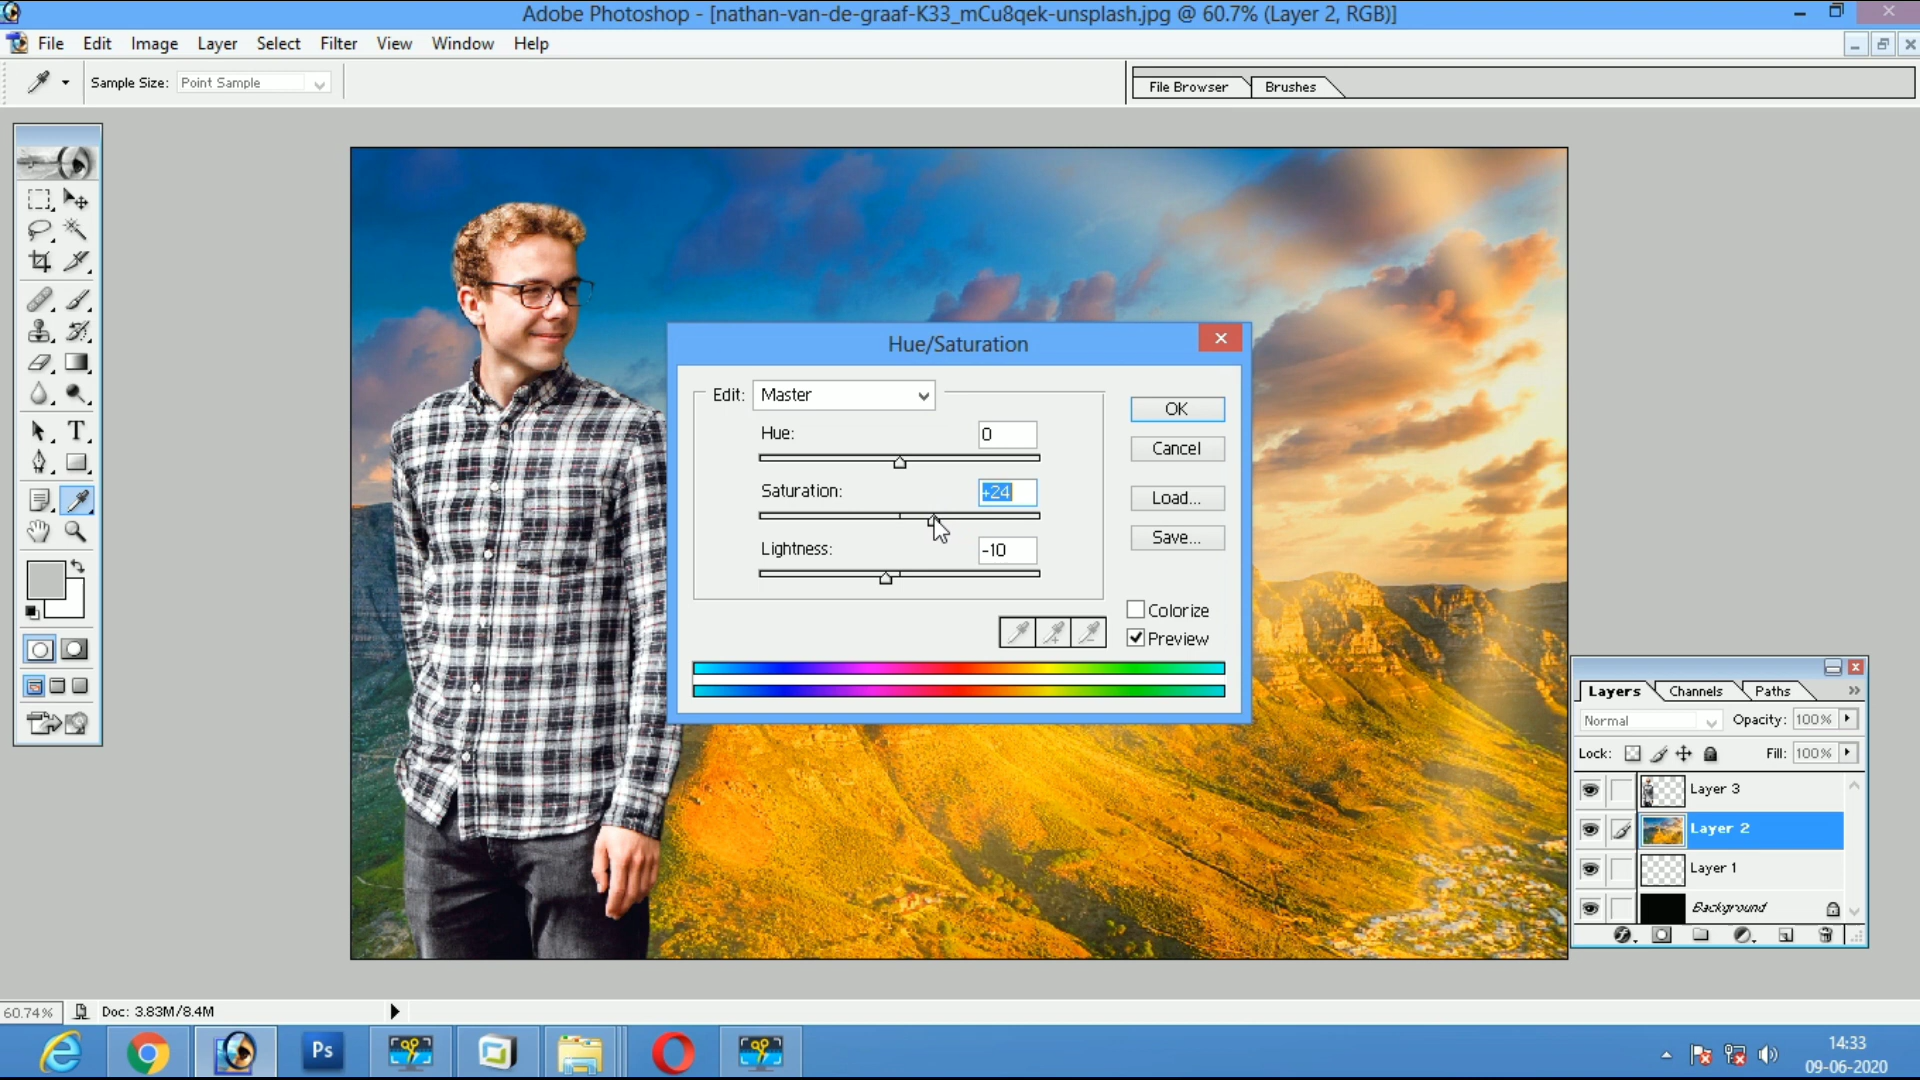 Adobe Photoshop - [nathan-van-de-graaf-K33_mCu8qek-unsplash.jpg @ 60.7% (Layer 2, RGB)]
File Edit Image Layer Select Filter View Window Help
Sample Size: Point Sample
File Browser Brushes
T
Hue/Saturation
Edit: Master
Hue: 0
Saturation: +24
Lightness: -10
OK
Cancel
Load...
Save...
Colorize
Preview
Layers Channels Paths
Normal Opacity: 100%
Lock: Fill: 100%
Layer 3
Layer 2
Layer 1
Background
60.74% Doc: 3.83M/8.4M
Ps
14:33
09-06-2020